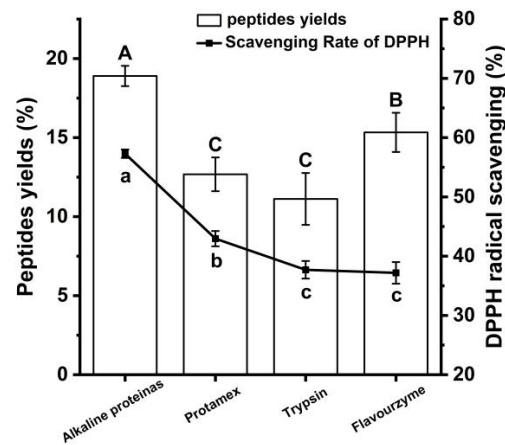 peptides yields
Scavenging Rate of DPPH
Peptides yields (%)
20
15
10
5
0
DPPH radical scavenging (%)
80
70
60
50
40
30
20
A
C
C
B
a
b
c
c
Alkaline proteinas
Protamex
Trypsin
Flavourzyme